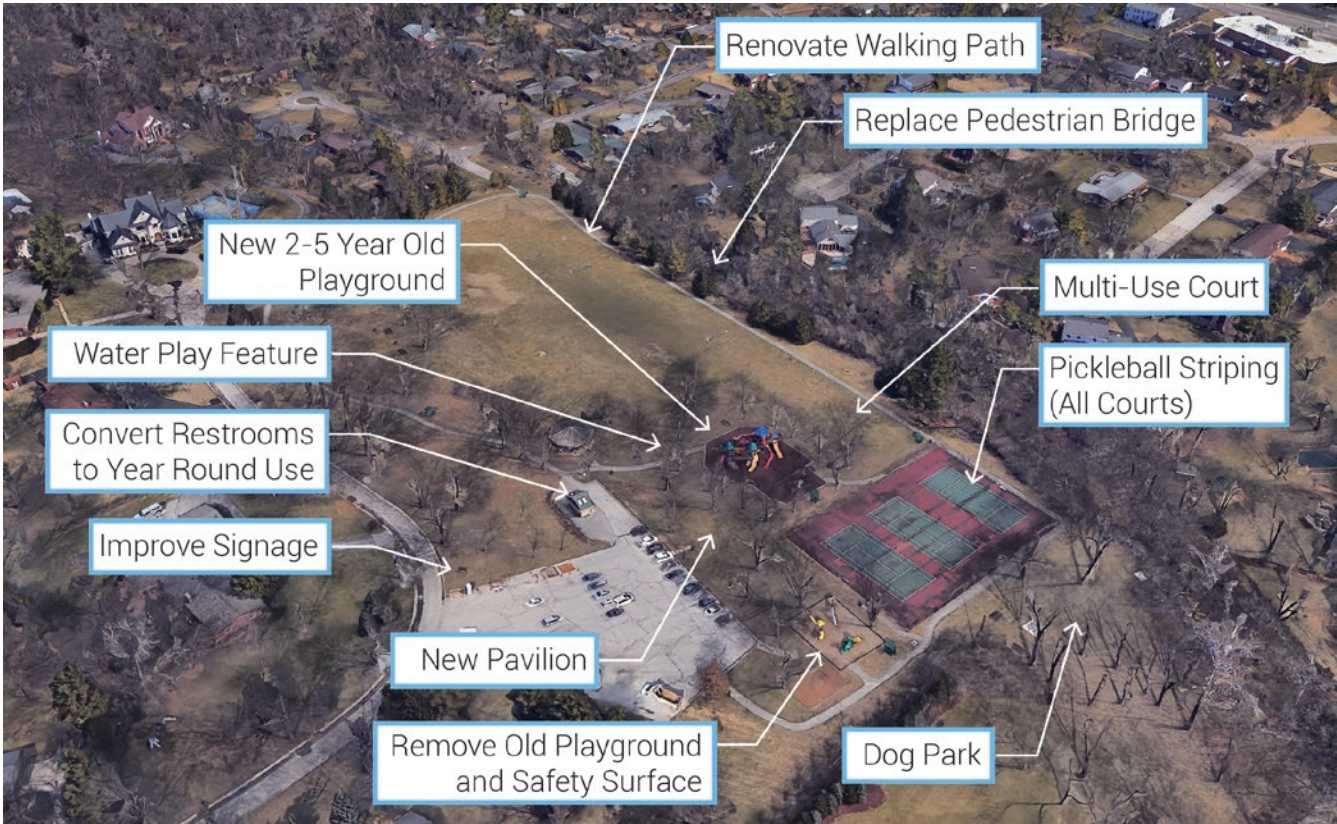 Renovate Walking Path
Replace Pedestrian Bridge
New 2-5 Year Old
Playground
Multi-Use Court
Water Play Feature
Pickleball Striping
(All Courts)
Convert Restrooms
to Year Round Use
Improve Signage
New Pavilion
Remove Old Playground
and Safety Surface
Dog Park